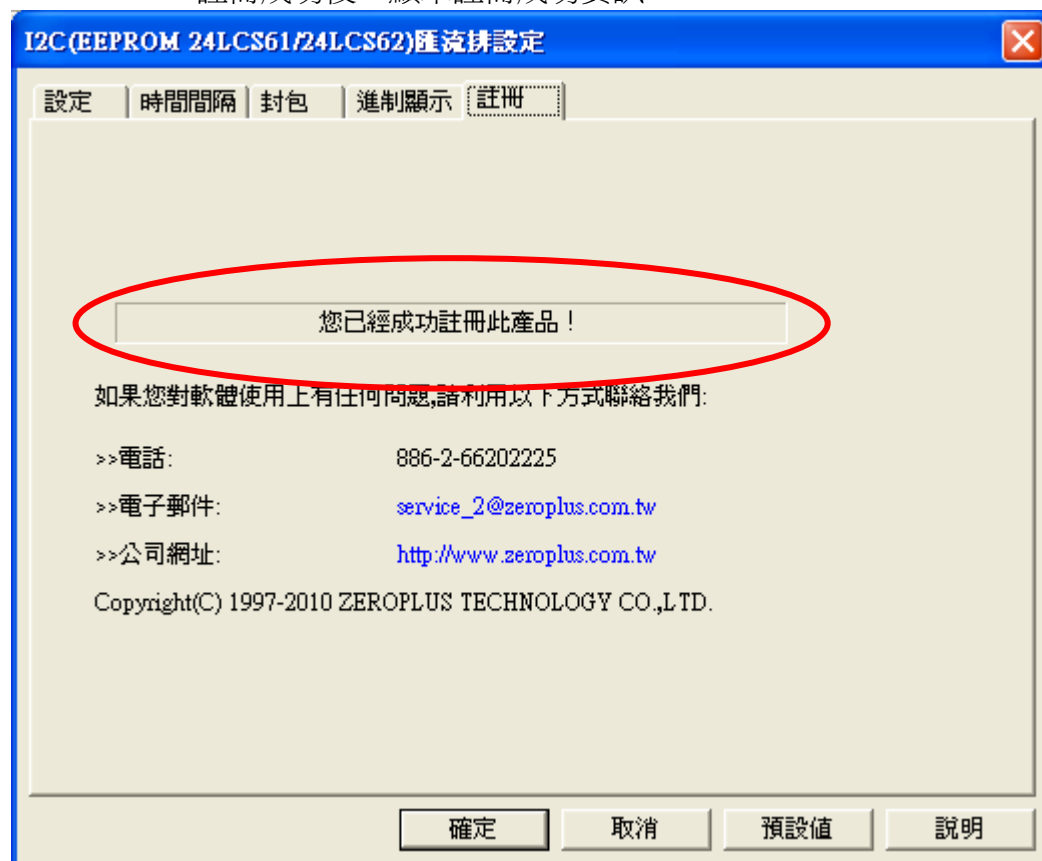 I2C(EEPROM 24LCS61/24LCS62)匯流排設定
設定 時間間隔 封包 進制顯示 註冊
您已經成功註冊此產品！
如果您對軟體使用上有任何問題,請利用以下方式聯絡我們:
>>電話: 886-2-66202225
>>電子郵件: service_2@zeroplus.com.tw
>>公司網址: http://www.zeroplus.com.tw
Copyright(C) 1997-2010 ZEROPLUS TECHNOLOGY CO.,LTD.
確定 取消 預設值 說明